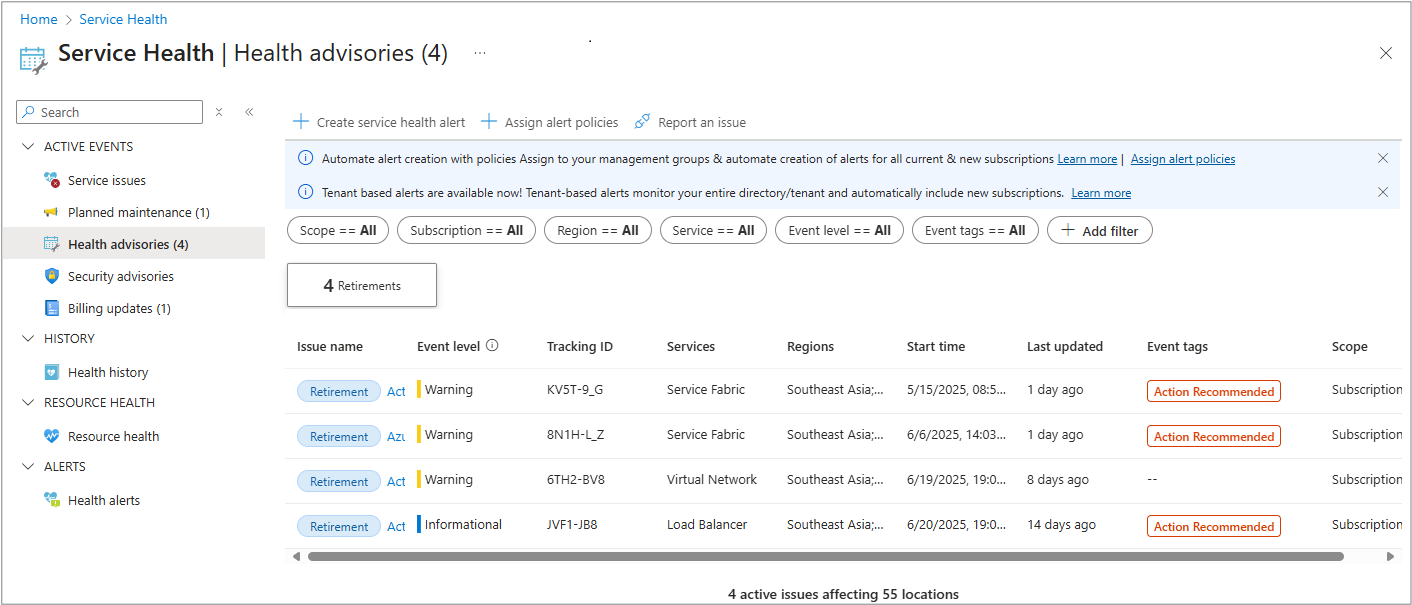 Home > Service Health
Service Health | Health advisories (4) ...
Search
ACTIVE EVENTS
Service issues
Planned maintenance (1)
Health advisories (4)
Security advisories
Billing updates (1)
HISTORY
Health history
RESOURCE HEALTH
Resource health
ALERTS
Health alerts
Create service health alert Assign alert policies Report an issue
Automate alert creation with policies Assign to your management groups & automate creation of alerts for all current & new subscriptions Learn more | Assign alert policies
Tenant based alerts are available now! Tenant-based alerts monitor your entire directory/tenant and automatically include new subscriptions. Learn more
Scope == All Subscription == All Region == All Service == All Event level == All Event tags == All Add filter
4 Retirements
Issue name Event level Tracking ID Services Regions Start time Last updated Event tags Scope
Retirement Act Warning KV5T-9_G Service Fabric Southeast Asia;... 5/15/2025, 08:5... 1 day ago Action Recommended Subscription
Retirement Azu Warning 8N1H-L_Z Service Fabric Southeast Asia;... 6/6/2025, 14:03... 1 day ago Action Recommended Subscription
Retirement Act Warning 6TH2-BV8 Virtual Network Southeast Asia;... 6/19/2025, 19:0... 8 days ago -- Subscription
Retirement Act Informational JVF1-JB8 Load Balancer Southeast Asia;... 6/20/2025, 19:0... 14 days ago Action Recommended Subscription
4 active issues affecting 55 locations